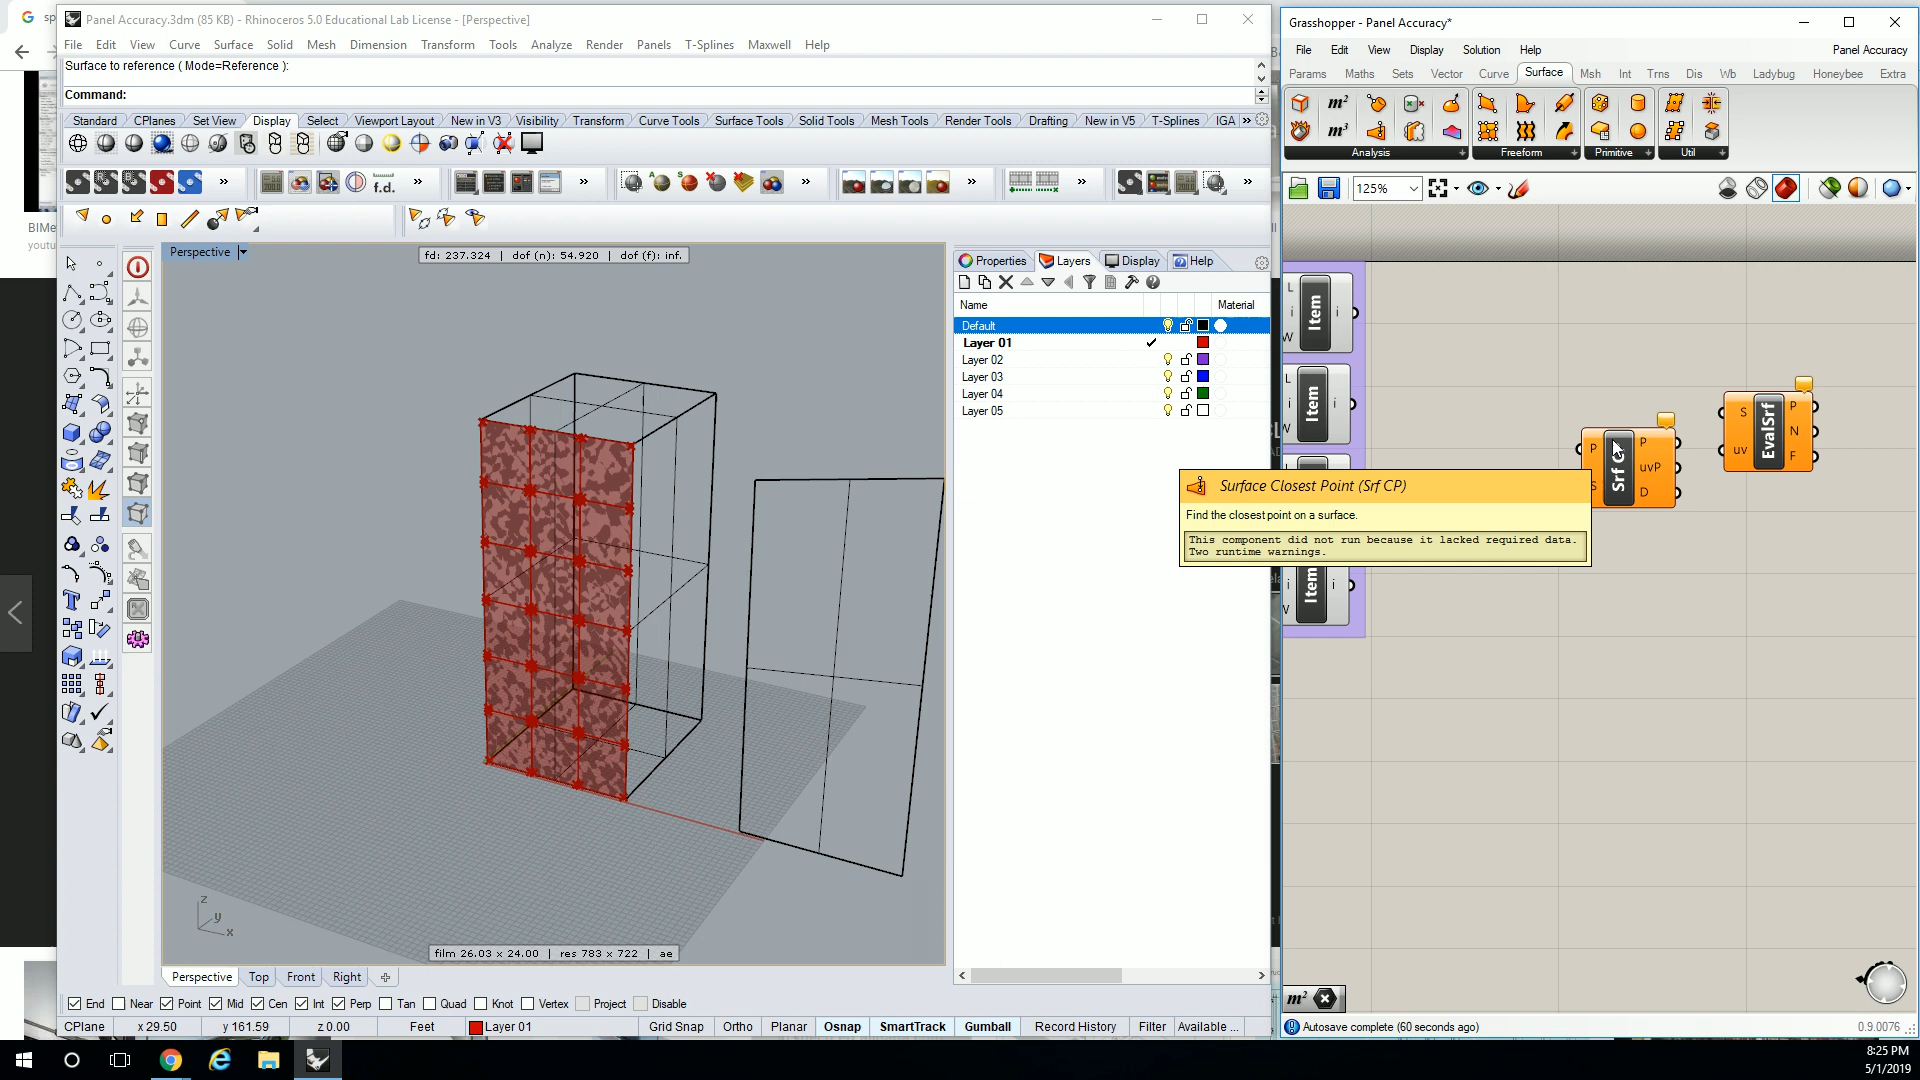 Panel Accuracy.3dm (85 KB) - Rhinoceros 5.0 Educational Lab License - [Perspective]
File Edit View Curve Surface Solid Mesh Dimension Transform Tools Analyze Render Panels T-Splines Maxwell Help
Surface to reference ( Mode=Reference ):
Command:
Standard CPlanes Set View Display Select Viewport Layout New in V3 Visibility Transform Curve Tools Surface Tools Solid Tools Mesh Tools Render Tools Drafting New in V5 T-Splines IGA »
f.d.
Perspective
fd: 237.324 | dof (n): 54.920 | dof (f): inf.
z
y
x
film 26.03 x 24.00 | res 783 x 722 | ae
Perspective Top Front Right
End Near Point Mid Cen Int Perp Tan Quad Knot Vertex Project Disable
CPlane x 29.50 y 161.59 z 0.00 Feet Layer 01 Grid Snap Ortho Planar Osnap SmartTrack Gumball Record History Filter Available ...
Properties Layers Display Help
Name Material
Default
Layer 01
Layer 02
Layer 03
Layer 04
Layer 05
Grasshopper - Panel Accuracy*
File Edit View Display Solution Help Panel Accuracy
Params Maths Sets Vector Curve Surface Msh Int Trns Dis Wb Ladybug Honeybee Extra
m²
m³
Analysis Freeform Primitive Util
125%
L
i Item i
W
L
i Item i
W
i Item i
W
P Srf C P
S uvP
D
S EvalSrf P
uv N
F
Surface Closest Point (Srf CP)
Find the closest point on a surface.
This component did not run because it lacked required data.
Two runtime warnings.
m²
Autosave complete (60 seconds ago) 0.9.0076
sp
BIMe
youtu
8:25 PM
5/1/2019